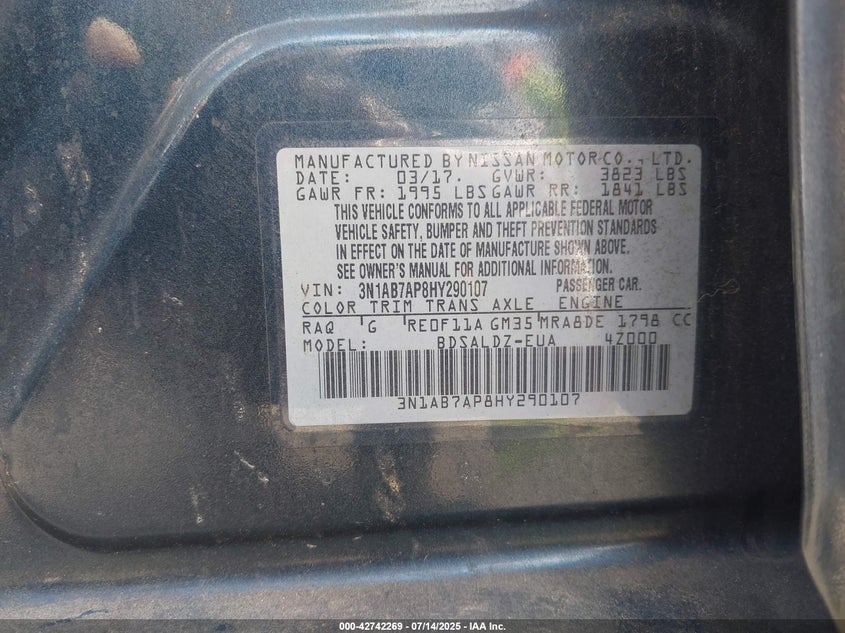 MANUFACTURED BY NISSAN MOTOR CO., LTD.
DATE: 03/17. GVWR: 3823 LBS
GAWR FR: 1995 LBS GAWR RR: 1841 LBS
THIS VEHICLE CONFORMS TO ALL APPLICABLE FEDERAL MOTOR
VEHICLE SAFETY, BUMPER AND THEFT PREVENTION STANDARDS
IN EFFECT ON THE DATE OF MANUFACTURE SHOWN ABOVE.
SEE OWNER'S MANUAL FOR ADDITIONAL INFORMATION.
VIN: 3N1AB7AP8HY290107 PASSENGER CAR.
COLOR TRIM TRANS AXLE ENGINE
RAQ G RE0F11A GM35 MRA8DE 1798 CC
MODEL: BDSALDZ-EUA 4Z000
3N1AB7AP8HY290107
000-42742269 | 07/14/2025 | IAA, Inc.